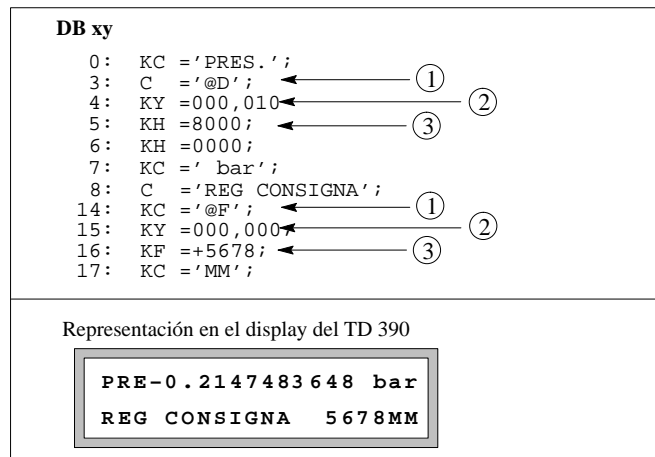 DB xy
0: KC ='PRES.';
3: C ='@D'; ①
4: KY =000,010 ②
5: KH =8000; ③
6: KH =0000;
7: KC =' bar';
8: C ='REG CONSIGNA';
14: KC ='@F'; ①
15: KY =000,000, ②
16: KF =+5678; ③
17: KC ='MM';
Representación en el display del TD 390
PRE-0.2147483648 bar
REG CONSIGNA 5678MM